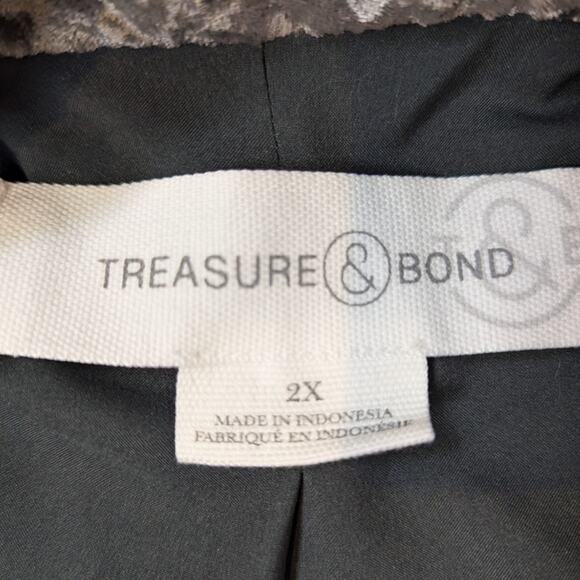 TREASURE & BOND
T & B
2X
MADE IN INDONESIA
FABRIQUÉ EN INDONÉSIE